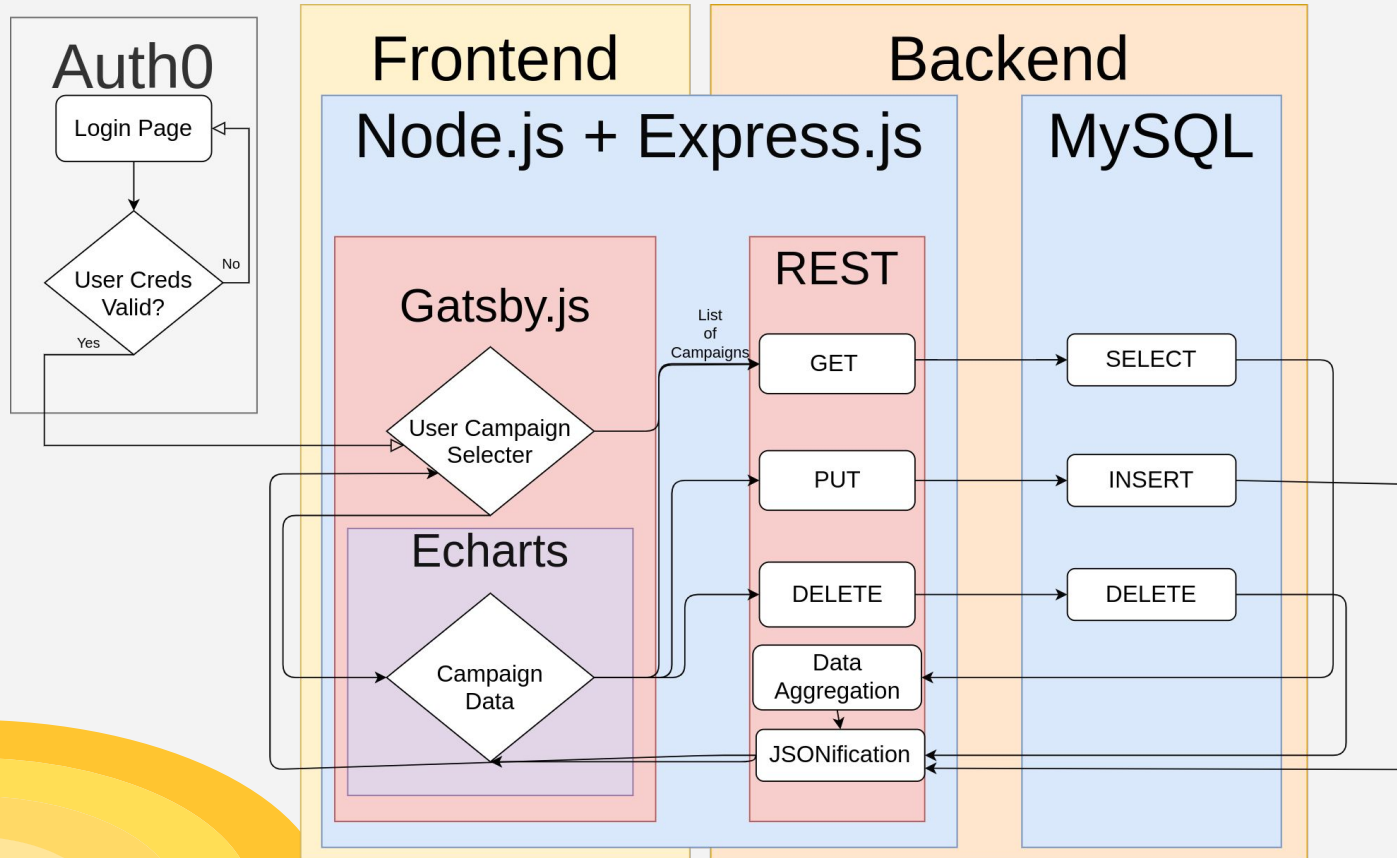 Auth0
Login Page
User Creds
Valid?
No
Yes
Frontend
Backend
Node.js + Express.js
MySQL
Gatsby.js
User Campaign
Selecter
Echarts
Campaign
Data
List
of
Campaigns
REST
GET
PUT
DELETE
Data
Aggregation
JSONification
SELECT
INSERT
DELETE